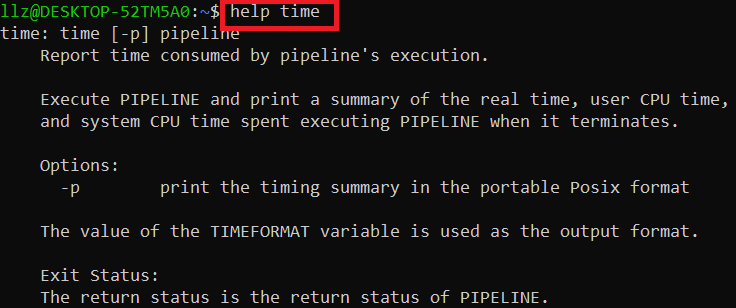 llz@DESKTOP-52TM5A0:~$ help time
time: time [-p] pipeline
Report time consumed by pipeline's execution.
Execute PIPELINE and print a summary of the real time, user CPU time,
and system CPU time spent executing PIPELINE when it terminates.
Options:
-p        print the timing summary in the portable Posix format
The value of the TIMEFORMAT variable is used as the output format.
Exit Status:
The return status is the return status of PIPELINE.